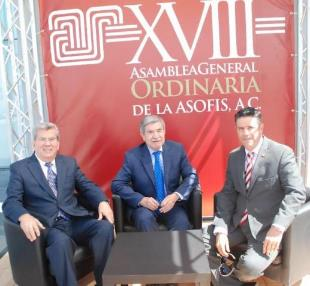 XVIII
ASAMBLEA GENERAL
ORDINARIA
DE LA ASOFIS, A.C.